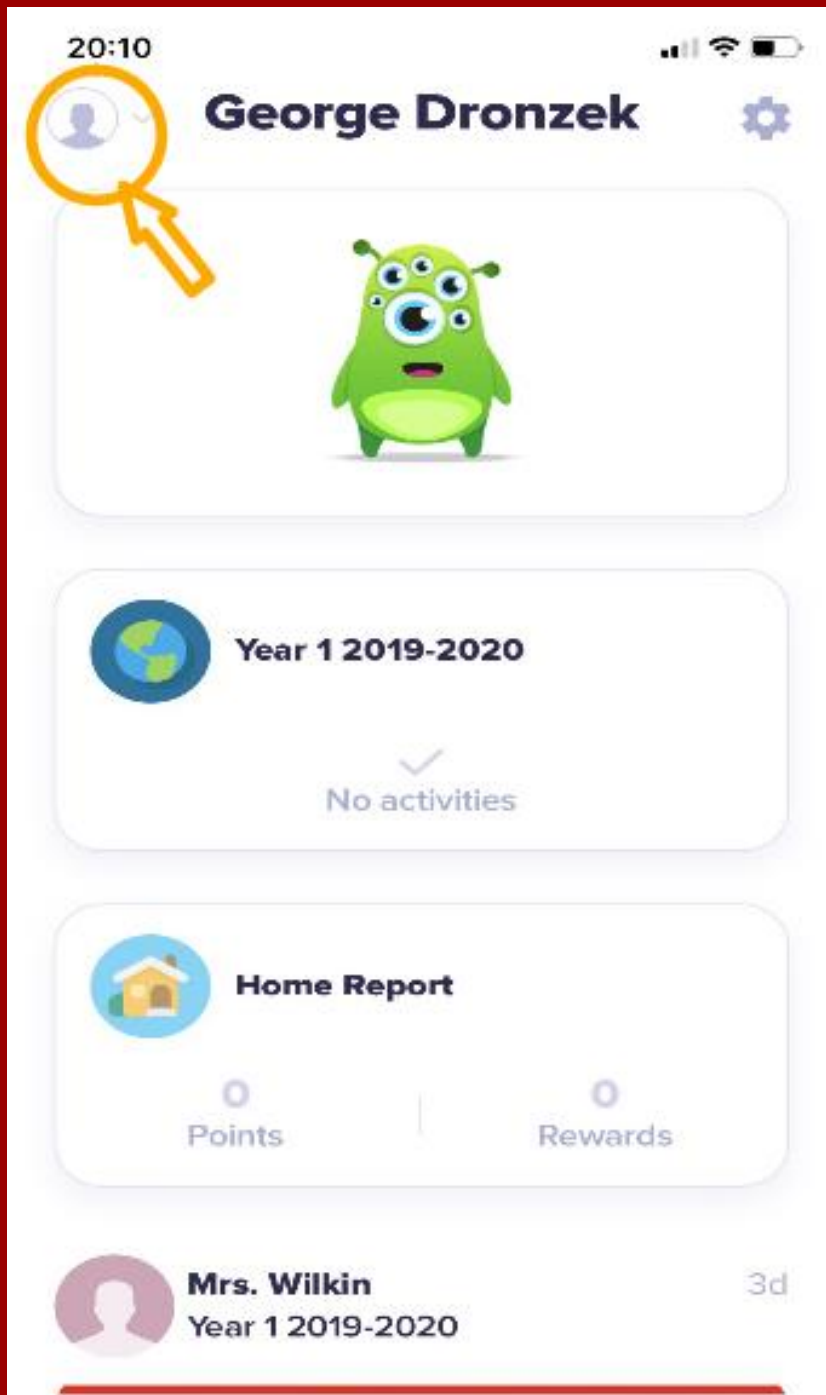 20:10
George Dronzek
Year 1 2019-2020
No activities
Home Report
0 0
Points Rewards
Mrs. Wilkin 3d
Year 1 2019-2020